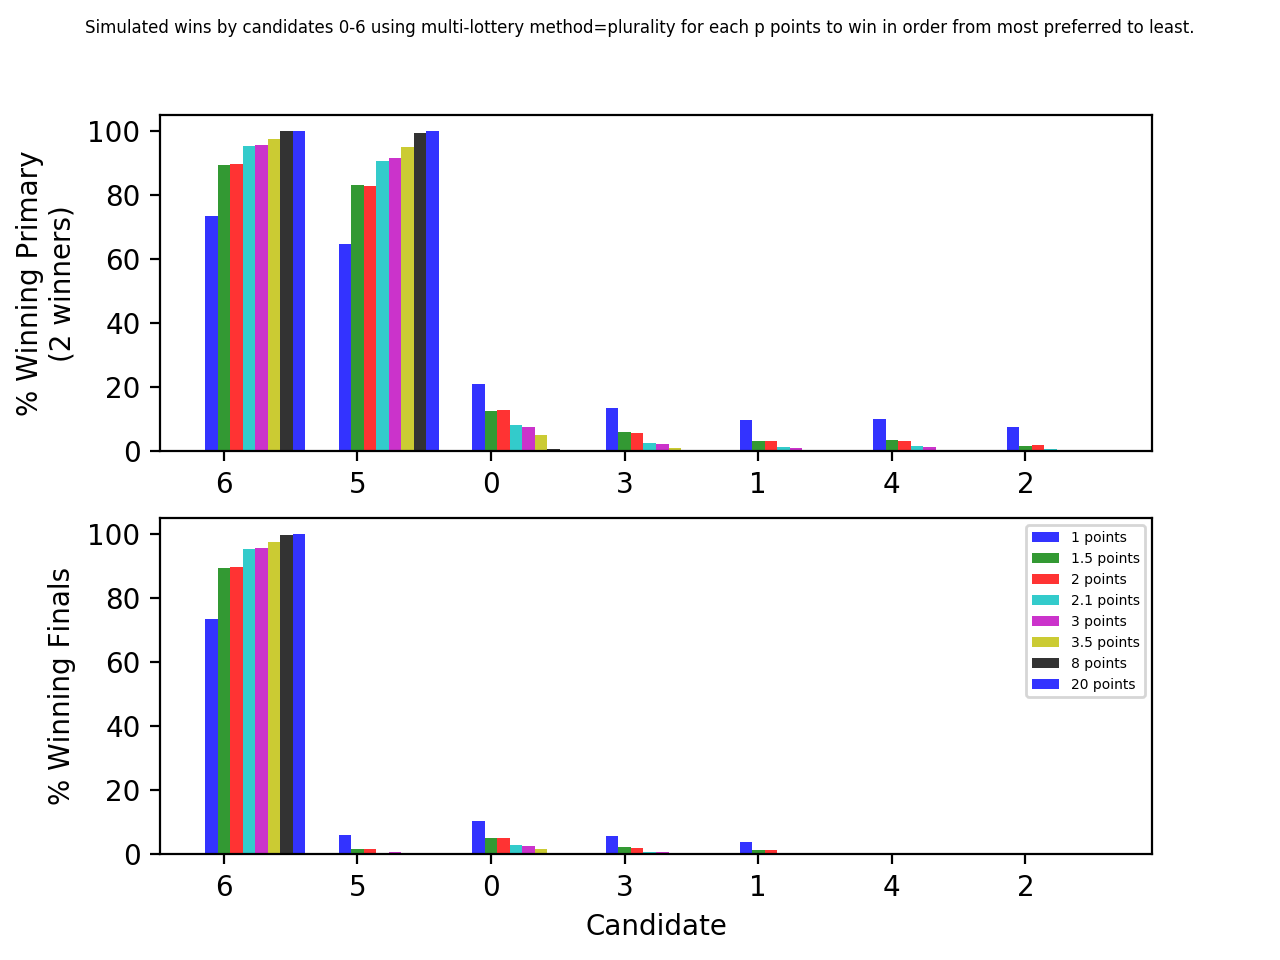 Simulated wins by candidates 0-6 using multi-lottery method=plurality for each p points to win in order from most preferred to least.
% Winning Primary
(2 winners)
100
80
60
40
20
0
6 5 0 3 1 4 2
% Winning Finals
100
80
60
40
20
0
6 5 0 3 1 4 2
Candidate
1 points
1.5 points
2 points
2.1 points
3 points
3.5 points
8 points
20 points